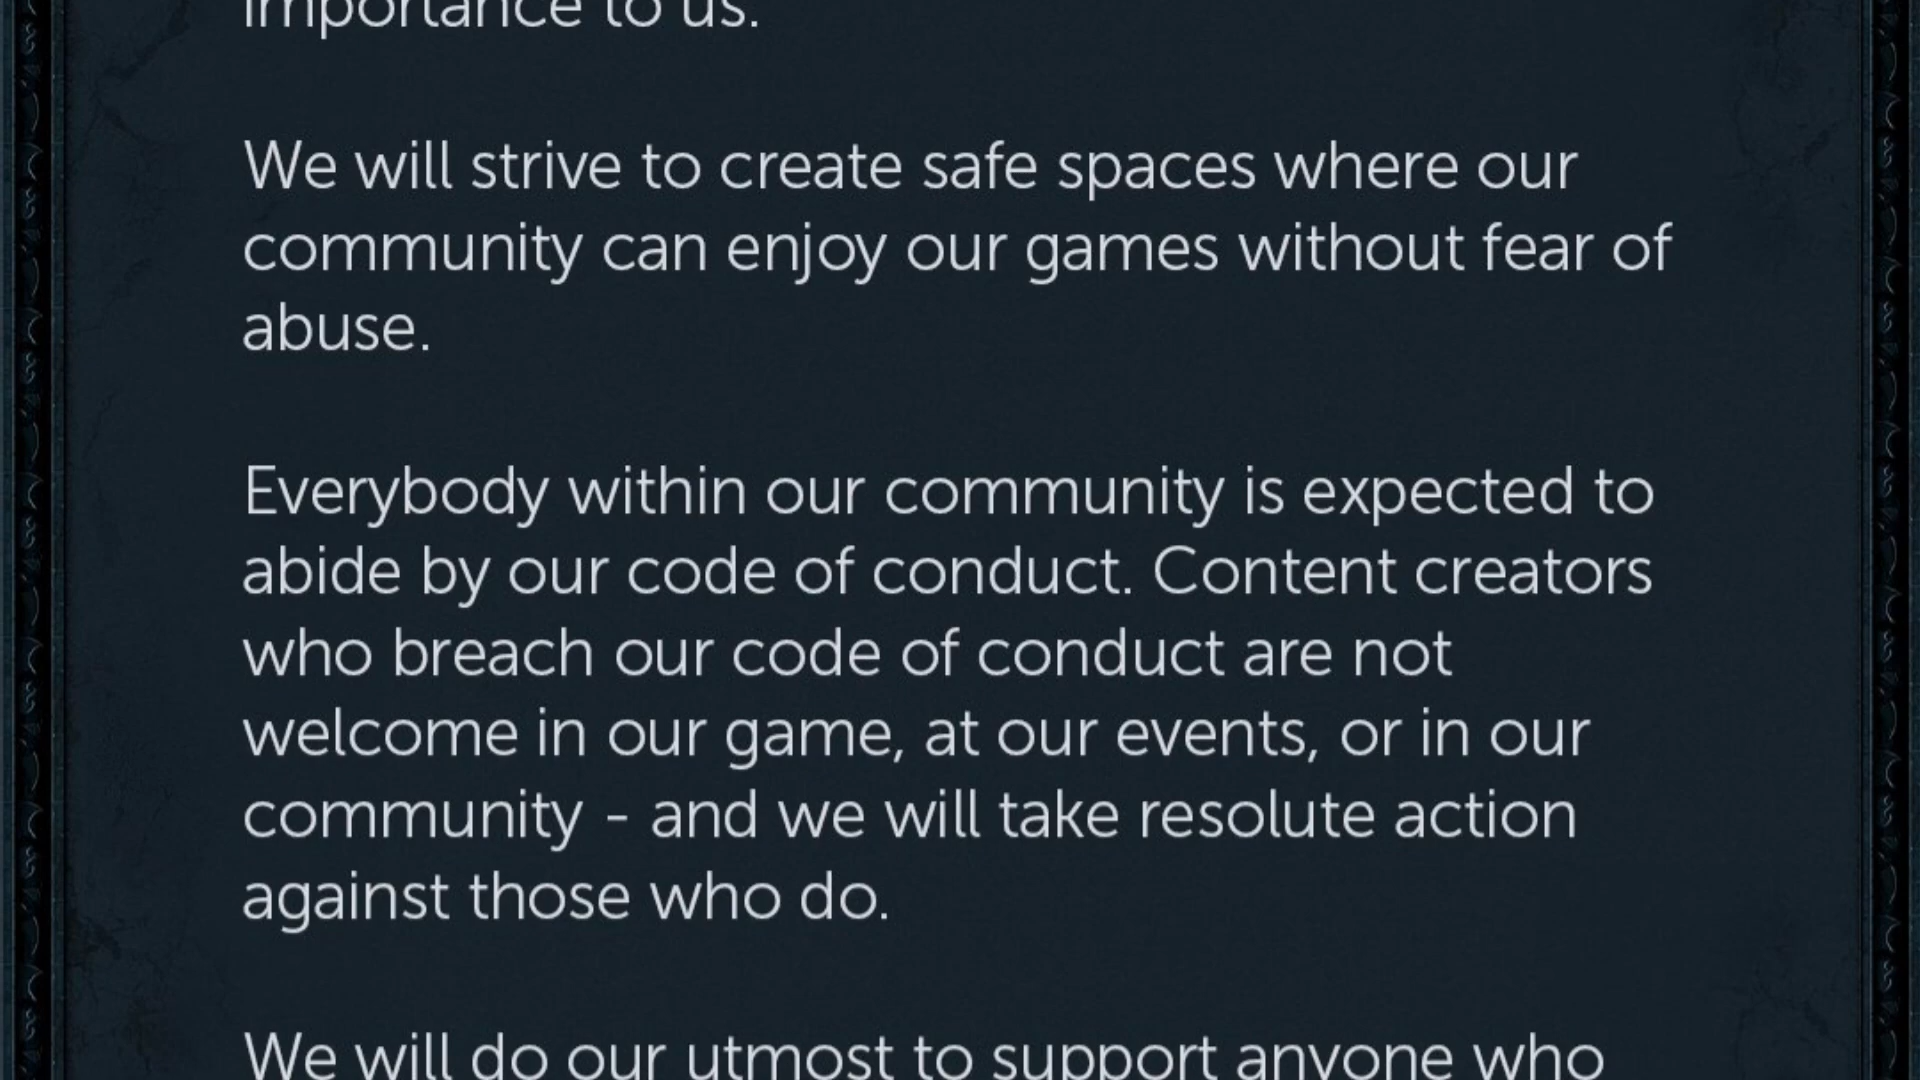 importance to us.
We will strive to create safe spaces where our
community can enjoy our games without fear of
abuse.
Everybody within our community is expected to
abide by our code of conduct. Content creators
who breach our code of conduct are not
welcome in our game, at our events, or in our
community - and we will take resolute action
against those who do.
We will do our utmost to support anyone who